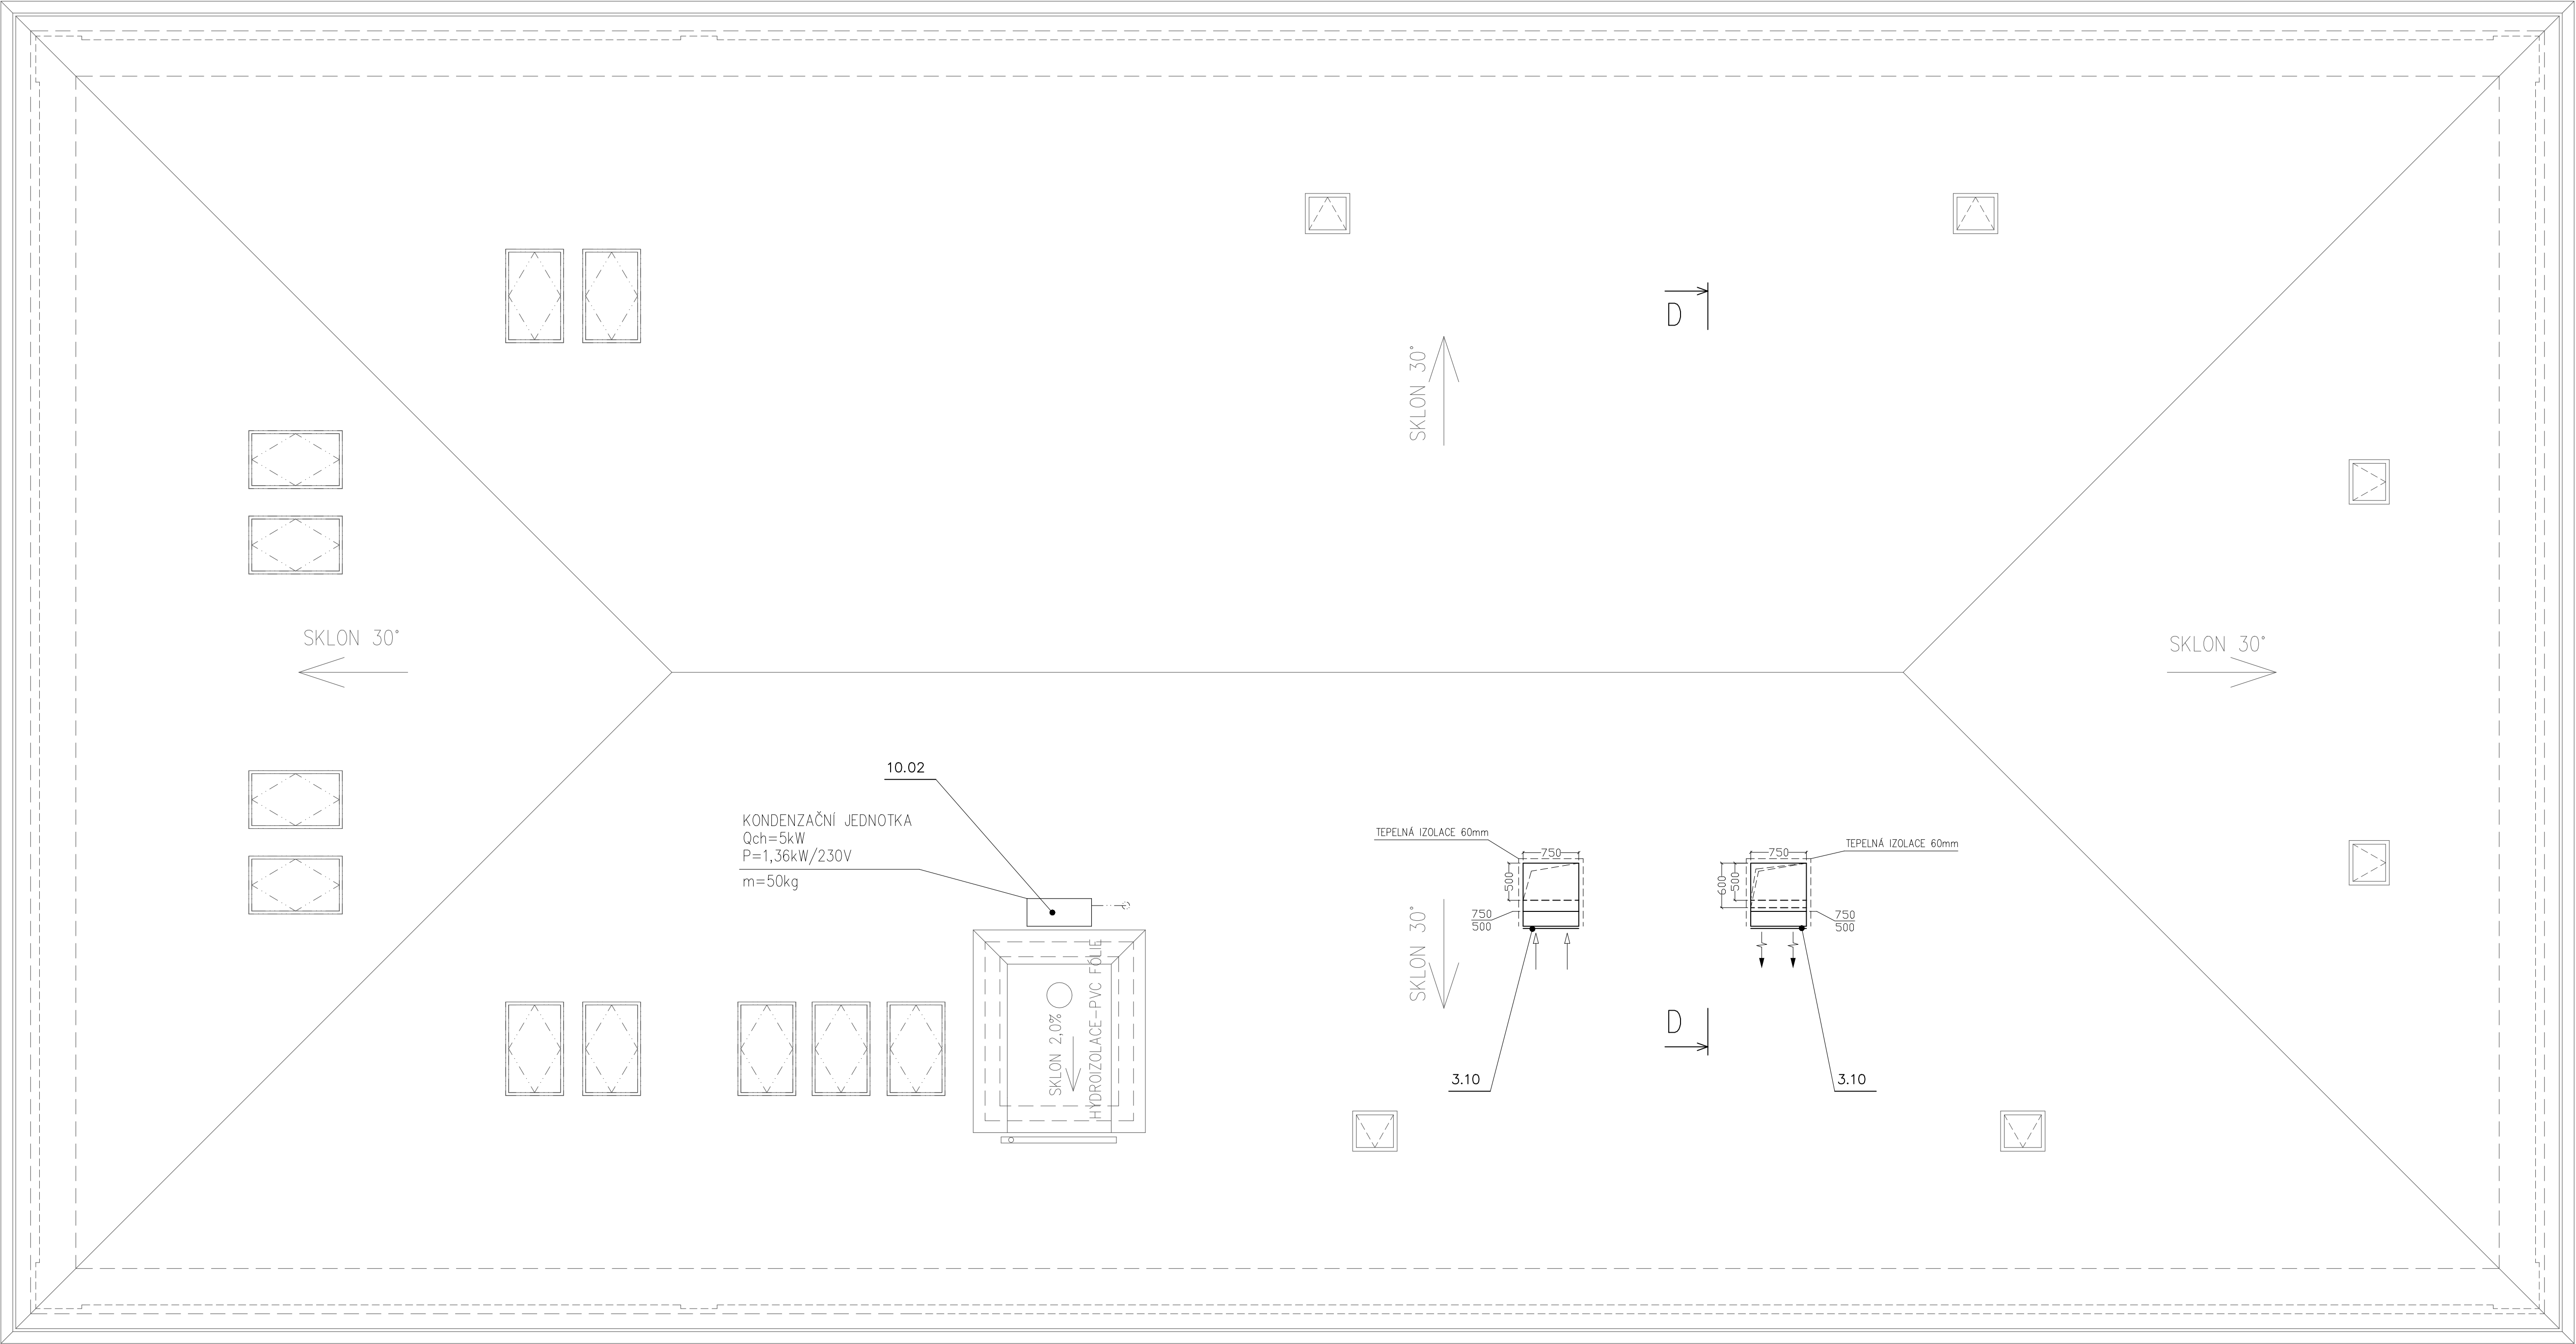 D
SKLON 30°
SKLON 30°
SKLON 30°
10.02
KONDENZAČNÍ JEDNOTKA
Qch=5kW
P=1,36kW/230V
m=50kg
TEPELNÁ IZOLACE 60mm
750
500
750
500
TEPELNÁ IZOLACE 60mm
750
600
500
750
500
SKLON 30°
SKLON 2,0%
HYDROIZOLACE-PVC FÓLIE
D
3.10
3.10